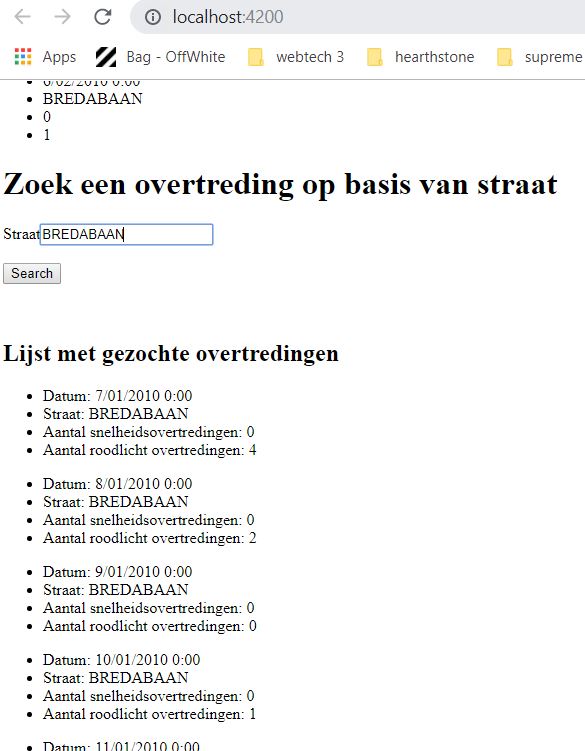 localhost:4200
Apps Bag - OffWhite webtech 3 hearthstone supreme
6/02/2010 0:00
BREDABAAN
0
1
Zoek een overtreding op basis van straat
Straat BREDABAAN
Search
Lijst met gezochte overtredingen
Datum: 7/01/2010 0:00
Straat: BREDABAAN
Aantal snelheidsovertredingen: 0
Aantal roodlicht overtredingen: 4
Datum: 8/01/2010 0:00
Straat: BREDABAAN
Aantal snelheidsovertredingen: 0
Aantal roodlicht overtredingen: 2
Datum: 9/01/2010 0:00
Straat: BREDABAAN
Aantal snelheidsovertredingen: 0
Aantal roodlicht overtredingen: 0
Datum: 10/01/2010 0:00
Straat: BREDABAAN
Aantal snelheidsovertredingen: 0
Aantal roodlicht overtredingen: 1
Datum: 11/01/2010 0:00